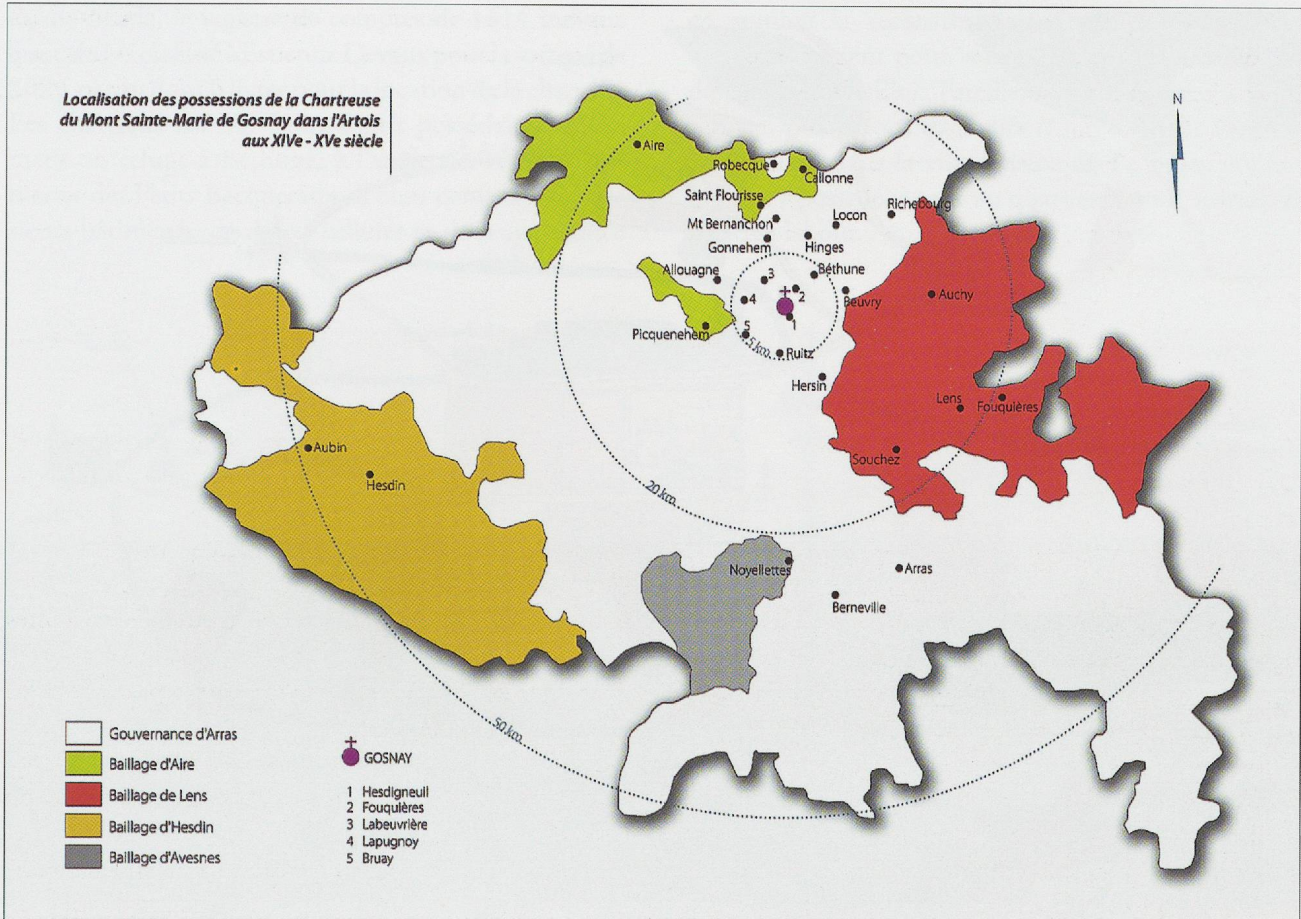 Localisation des possessions de la Chartreuse
du Mont Sainte-Marie de Gosnay dans l'Artois
aux XIVe - XVe siècle
N
Aire
Robecque
Callonne
Saint Flourisse
Richebourg
Mt Bernanchon
Locon
Gonnehem
Hinges
Allouagne
3
Béthune
2
4
Beuvry
Auchy
1
Picquenehem
5
5 km.
Ruitz
Hersin
Lens
Fouquières
Aubin
Souchez
Hesdin
20 km.
Noyellettes
Arras
Berneville
50 km.
Gouvernance d'Arras
Baillage d'Aire
Baillage de Lens
Baillage d'Hesdin
Baillage d'Avesnes
GOSNAY
1 Hesdigneuil
2 Fouquières
3 Labeuvrière
4 Lapugnoy
5 Bruay